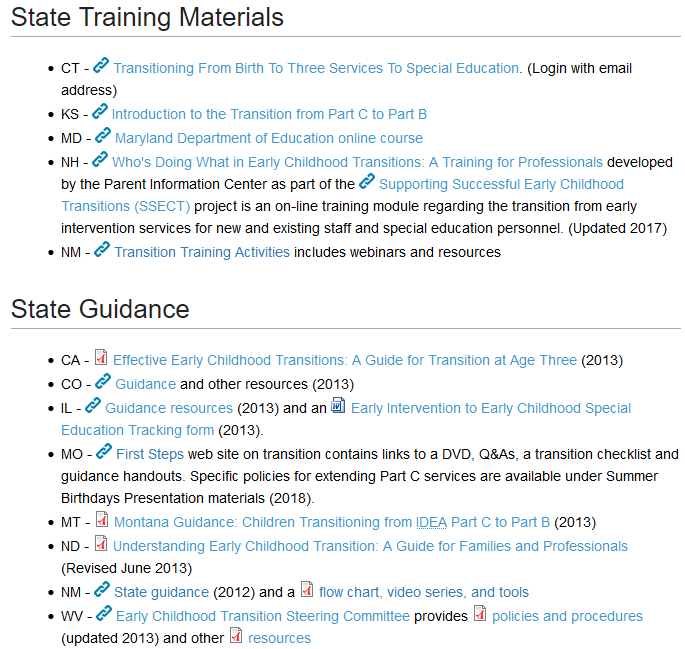 State Training Materials
CT - Transitioning From Birth To Three Services To Special Education. (Login with email
address)
KS - Introduction to the Transition from Part C to Part B
MD - Maryland Department of Education online course
NH - Who's Doing What in Early Childhood Transitions: A Training for Professionals developed
by the Parent Information Center as part of the Supporting Successful Early Childhood
Transitions (SSECT) project is an on-line training module regarding the transition from early
intervention services for new and existing staff and special education personnel. (Updated 2017)
NM - Transition Training Activities includes webinars and resources
State Guidance
CA - Effective Early Childhood Transitions: A Guide for Transition at Age Three (2013)
CO - Guidance and other resources (2013)
IL - Guidance resources (2013) and an Early Intervention to Early Childhood Special
Education Tracking form (2013).
MO - First Steps web site on transition contains links to a DVD, Q&As, a transition checklist and
guidance handouts. Specific policies for extending Part C services are available under Summer
Birthdays Presentation materials (2018).
MT - Montana Guidance: Children Transitioning from IDEA Part C to Part B (2013)
ND - Understanding Early Childhood Transition: A Guide for Families and Professionals
(Revised June 2013)
NM - State guidance (2012) and a flow chart, video series, and tools
WV - Early Childhood Transition Steering Committee provides policies and procedures
(updated 2013) and other resources